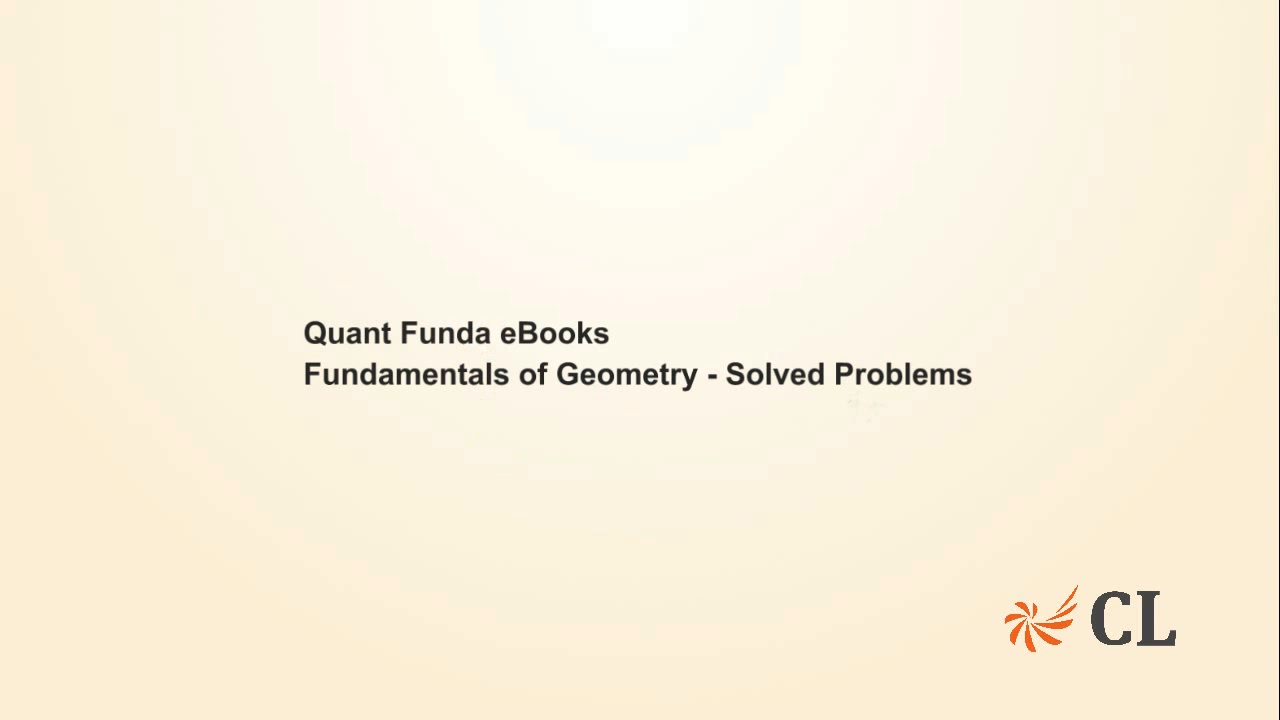 Quant Funda eBooks
Fundamentals of Geometry - Solved Problems
CL